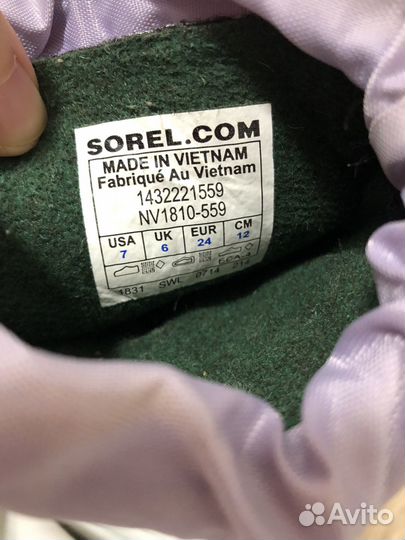 SOREL.COM
MADE IN VIETNAM
Fabriqué Au Vietnam
1432221559
NV1810-559
USA UK EUR CM
7 6 24 12
1831 SWL 0714
Avito